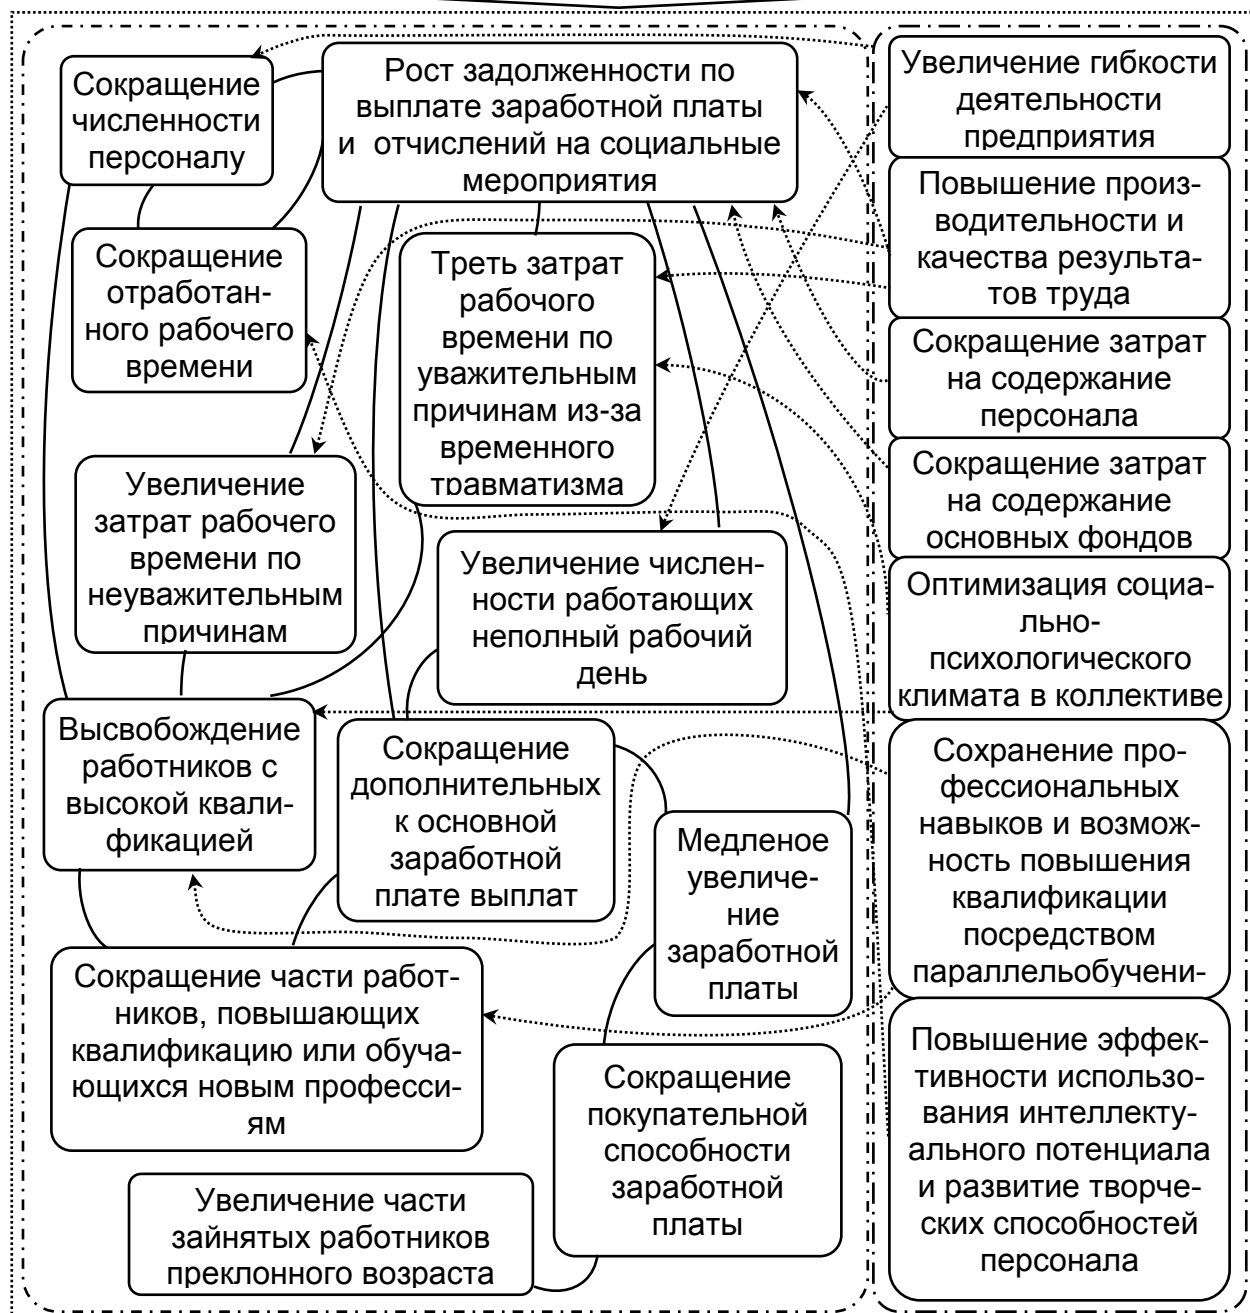 Сокращение
численности
персоналу
Рост задолженности по
выплате заработной платы
и отчислений на социальные
мероприятия
Сокращение
отработан-
ного рабочего
времени
Треть затрат
рабочого
времени по
уважительным
причинам из-за
временного
травматизма
Увеличение
затрат рабочего
времени по
неуважительным
причинам
Увеличение числен-
ности работающих
неполный рабочий
день
Высвобождение
работников с
высокой квали-
фикацией
Сокращение
дополнительных
к основной
заработной
плате выплат
Медленое
увеличе-
ние
заработной
платы
Сокращение части работ-
ников, повышающих
квалификацию или обуча-
ющихся новым професси-
ям
Сокращение
покупательной
способности
заработной
платы
Увеличение части
зайнятых работников
преклонного возраста
Увеличение гибкости
деятельности
предприятия
Повышение произ-
водительности и
качества результа-
тов труда
Сокращение затрат
на содержание
персонала
Сокращение затрат
на содержание
основных фондов
Оптимизация социа-
льно-
психологического
климата в коллективе
Сохранение про-
фессиональных
навыков и возмож-
ность повышения
квалификации
посредством
параллельобучени-
Повышение эффек-
тивности использо-
вания интеллекту-
ального потенциала
и развитие творче-
ских способностей
персонала